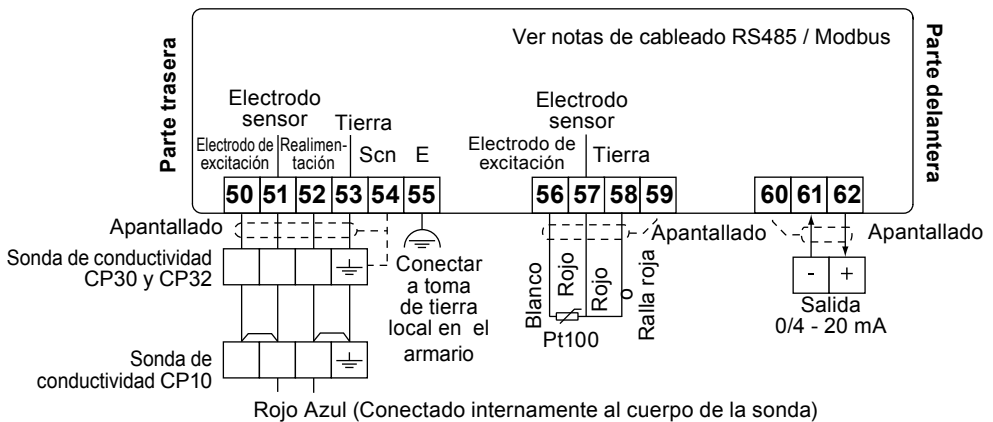 Ver notas de cableado RS485 / Modbus
Parte trasera
Parte delantera
Electrodo
sensor
Tierra
Electrodo de
excitación
Realimen-
tación
Scn
E
Electrodo
sensor
Electrodo de
excitación
Tierra
50 51 52 53 54 55
56 57 58 59
60 61 62
Apantallado
Sonda de conductividad
CP30 y CP32
Conectar
a toma
de tierra
local en el
armario
Sonda de
conductividad CP10
Rojo Azul (Conectado internamente al cuerpo de la sonda)
Apantallado
Blanco
Rojo
Rojo
o
Ralla roja
Pt100
Apantallado
- +
Salida
0/4 - 20 mA